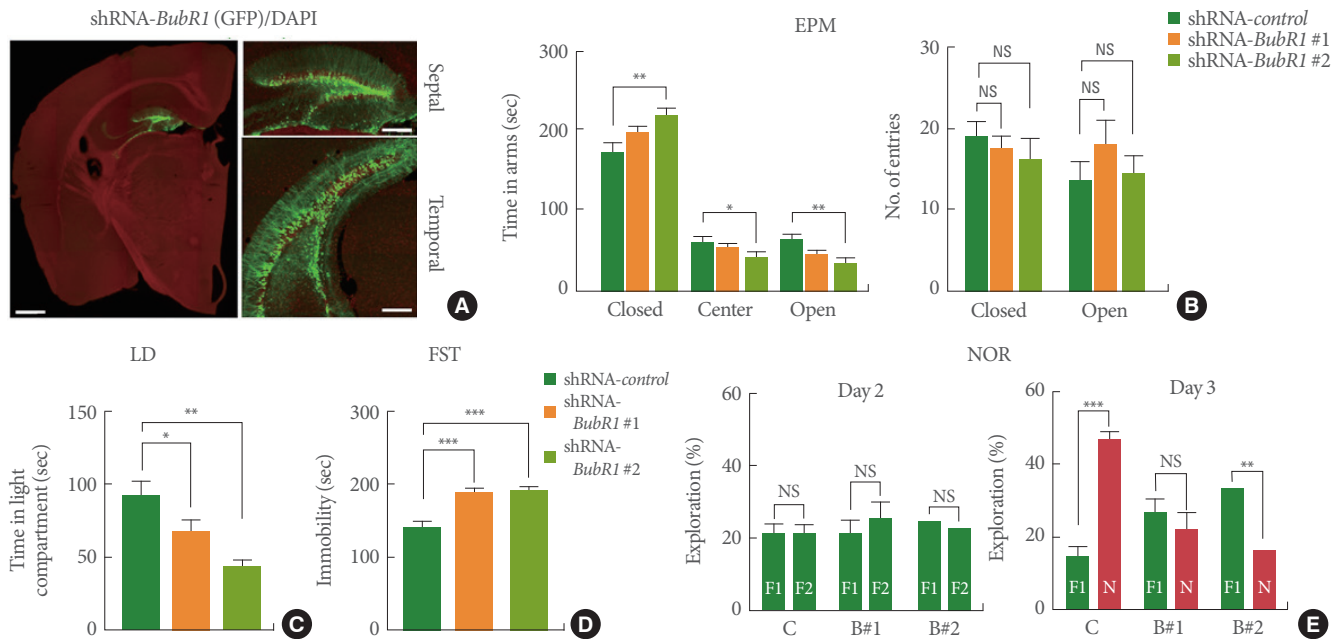 shRNA-BubR1 (GFP)/DAPI
Septal
Temporal
A
EPM
shRNA-control
shRNA-BubR1 #1
shRNA-BubR1 #2
Time in arms (sec)
300
200
100
0
**
*
**
Closed
Center
Open
No. of entries
30
20
10
0
NS
NS
NS
NS
Closed
Open
B
LD
Time in light
compartment (sec)
150
100
50
0
**
*
C
FST
shRNA-control
shRNA-
BubR1 #1
shRNA-
BubR1 #2
Immobility (sec)
300
200
100
0
***
***
D
NOR
Day 2
Exploration (%)
60
40
20
0
NS
NS
NS
F1
F2
F1
F2
F1
F2
C
B#1
B#2
Day 3
Exploration (%)
60
40
20
0
***
NS
**
F1
N
F1
N
F1
N
C
B#1
B#2
E